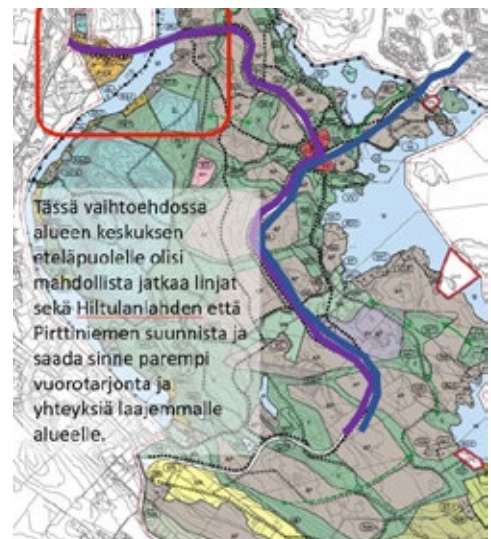 Tässä vaihtoehdossa
alueen keskuksen
eteläpuolelle olisi
mahdollista jatkaa linjat
sekä Hiltulanlahden että
Pirttiniemen suunnista ja
saada sinne parempi
vuorotarjonta ja
yhteyksiä laajemmalle
alueelle.